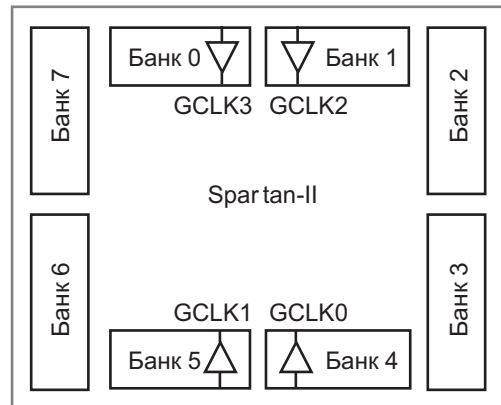 Банк 0
Банк 1
GCLK3
GCLK2
Банк 7
Банк 2
Spartan-II
Банк 6
Банк 3
GCLK1
GCLK0
Банк 5
Банк 4